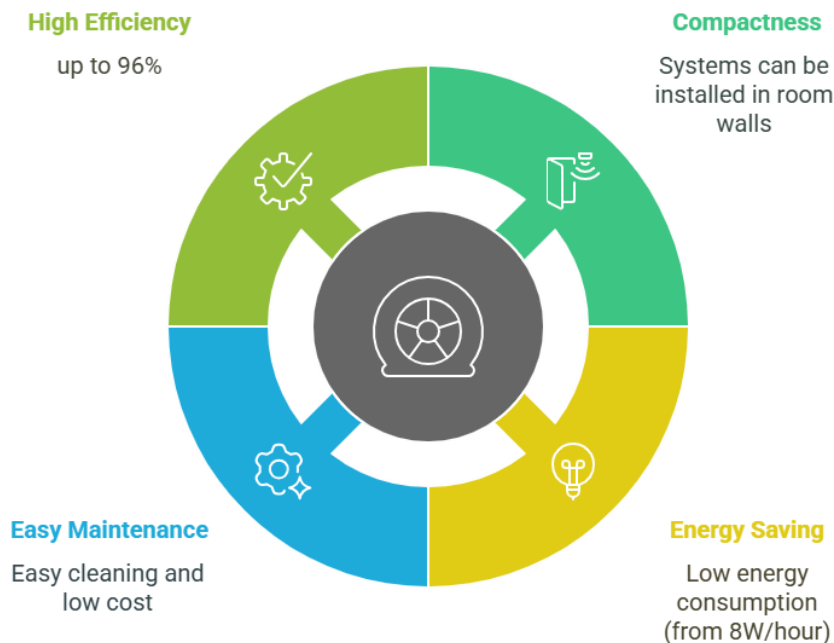 High Efficiency
up to 96%
Compactness
Systems can be
installed in room
walls
Easy Maintenance
Easy cleaning and
low cost
Energy Saving
Low energy
consumption
(from 8W/hour)